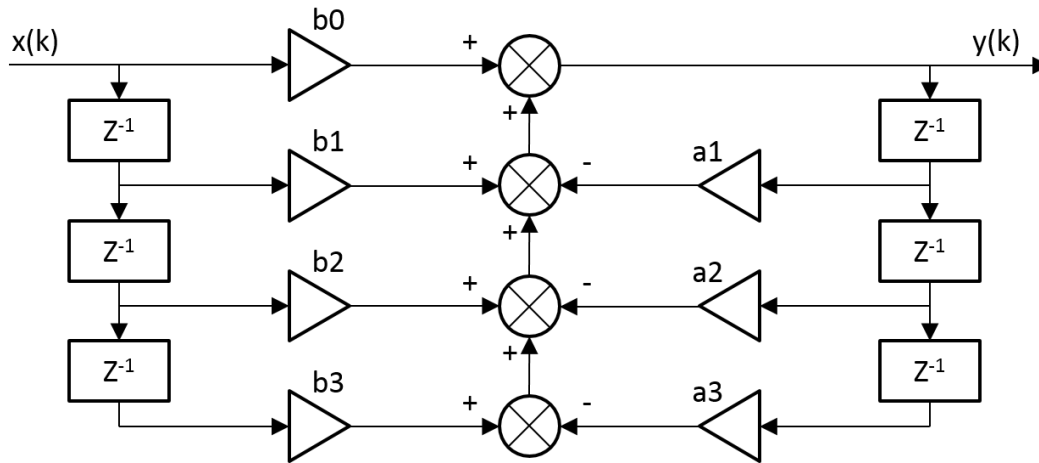 b0
x(k)
+
y(k)
+
Z-1
b1
+
-
a1
Z-1
+
Z-1
b2
+
-
a2
Z-1
+
Z-1
b3
+
-
a3
Z-1